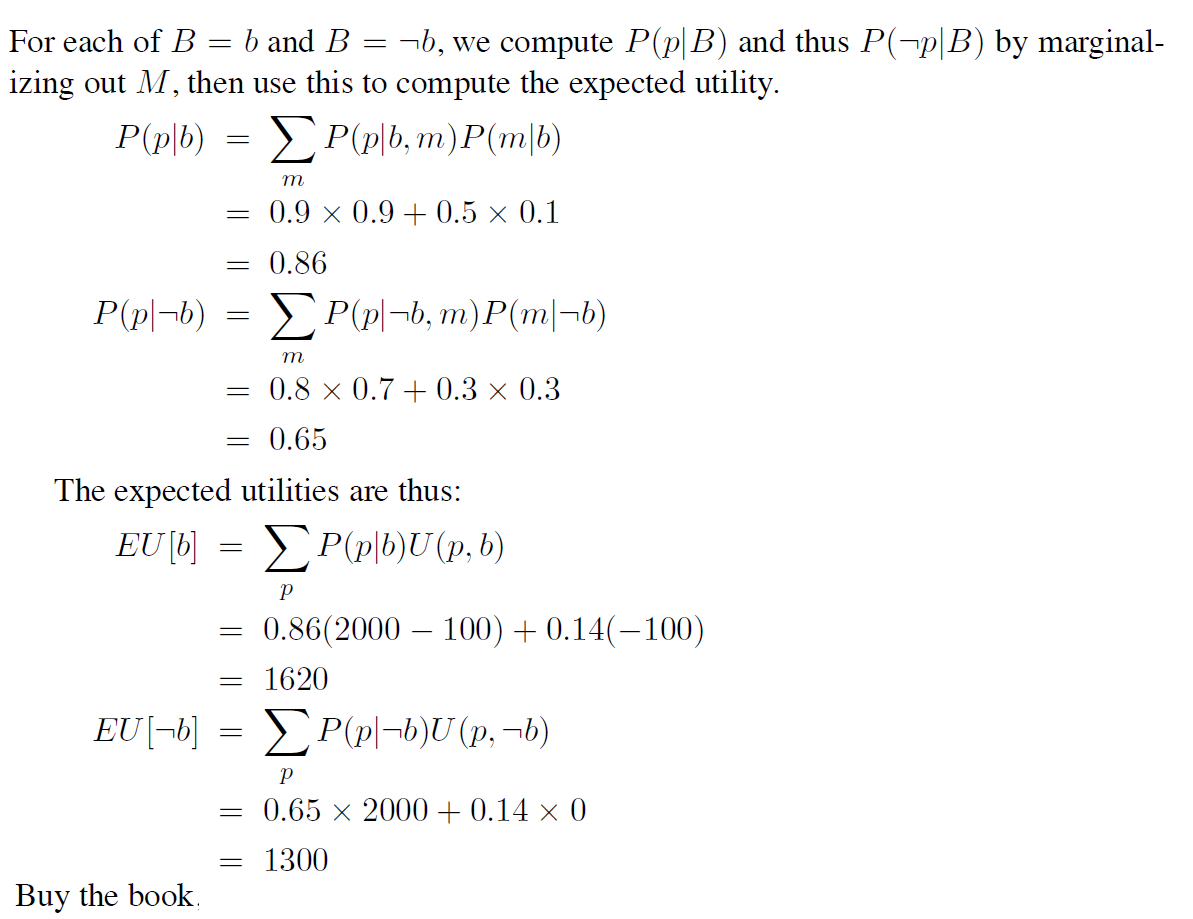 For each of B = b and B = ¬b, we compute P(p|B) and thus P(¬p|B) by marginal-
izing out M, then use this to compute the expected utility.
P(p|b) = ∑ P(p|b, m)P(m|b)
m
= 0.9 × 0.9 + 0.5 × 0.1
= 0.86
P(p|¬b) = ∑ P(p|¬b, m)P(m|¬b)
m
= 0.8 × 0.7 + 0.3 × 0.3
= 0.65
The expected utilities are thus:
EU[b] = ∑ P(p|b)U(p, b)
p
= 0.86(2000 − 100) + 0.14(−100)
= 1620
EU[¬b] = ∑ P(p|¬b)U(p, ¬b)
p
= 0.65 × 2000 + 0.14 × 0
= 1300
Buy the book,